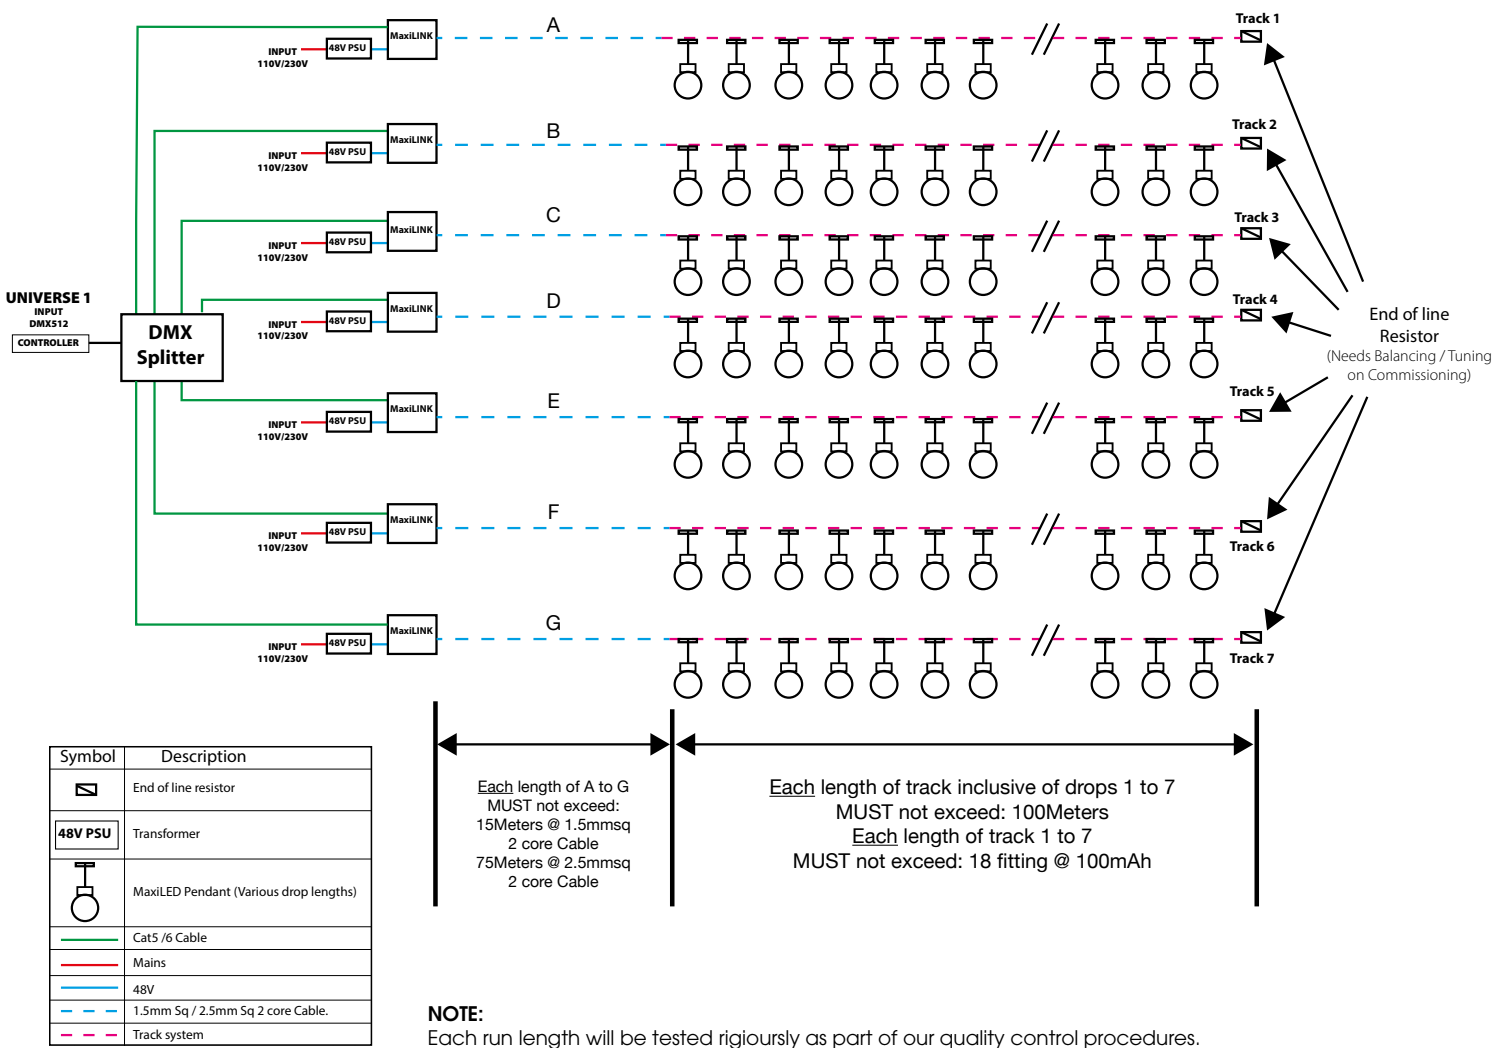 A
Track 1
MaxiLINK
INPUT
110V/230V
48V PSU
B
Track 2
MaxiLINK
INPUT
110V/230V
48V PSU
C
Track 3
MaxiLINK
INPUT
110V/230V
48V PSU
D
Track 4
MaxiLINK
INPUT
110V/230V
48V PSU
UNIVERSE 1
INPUT
DMX512
CONTROLLER
DMX
Splitter
End of line
Resistor
(Needs Balancing / Tuning
on Commissioning)
E
Track 5
MaxiLINK
INPUT
110V/230V
48V PSU
F
MaxiLINK
INPUT
110V/230V
48V PSU
Track 6
G
MaxiLINK
INPUT
110V/230V
48V PSU
Track 7
Symbol Description
End of line resistor
48V PSU Transformer
MaxiLED Pendant (Various drop lengths)
Cat5 /6 Cable
Mains
48V
1.5mm Sq / 2.5mm Sq 2 core Cable.
Track system
Each length of A to G
MUST not exceed:
15Meters @ 1.5mmsq
2 core Cable
75Meters @ 2.5mmsq
2 core Cable
Each length of track inclusive of drops 1 to 7
MUST not exceed: 100Meters
Each length of track 1 to 7
MUST not exceed: 18 fitting @ 100mAh
NOTE:
Each run length will be tested rigioursly as part of our quality control procedures.